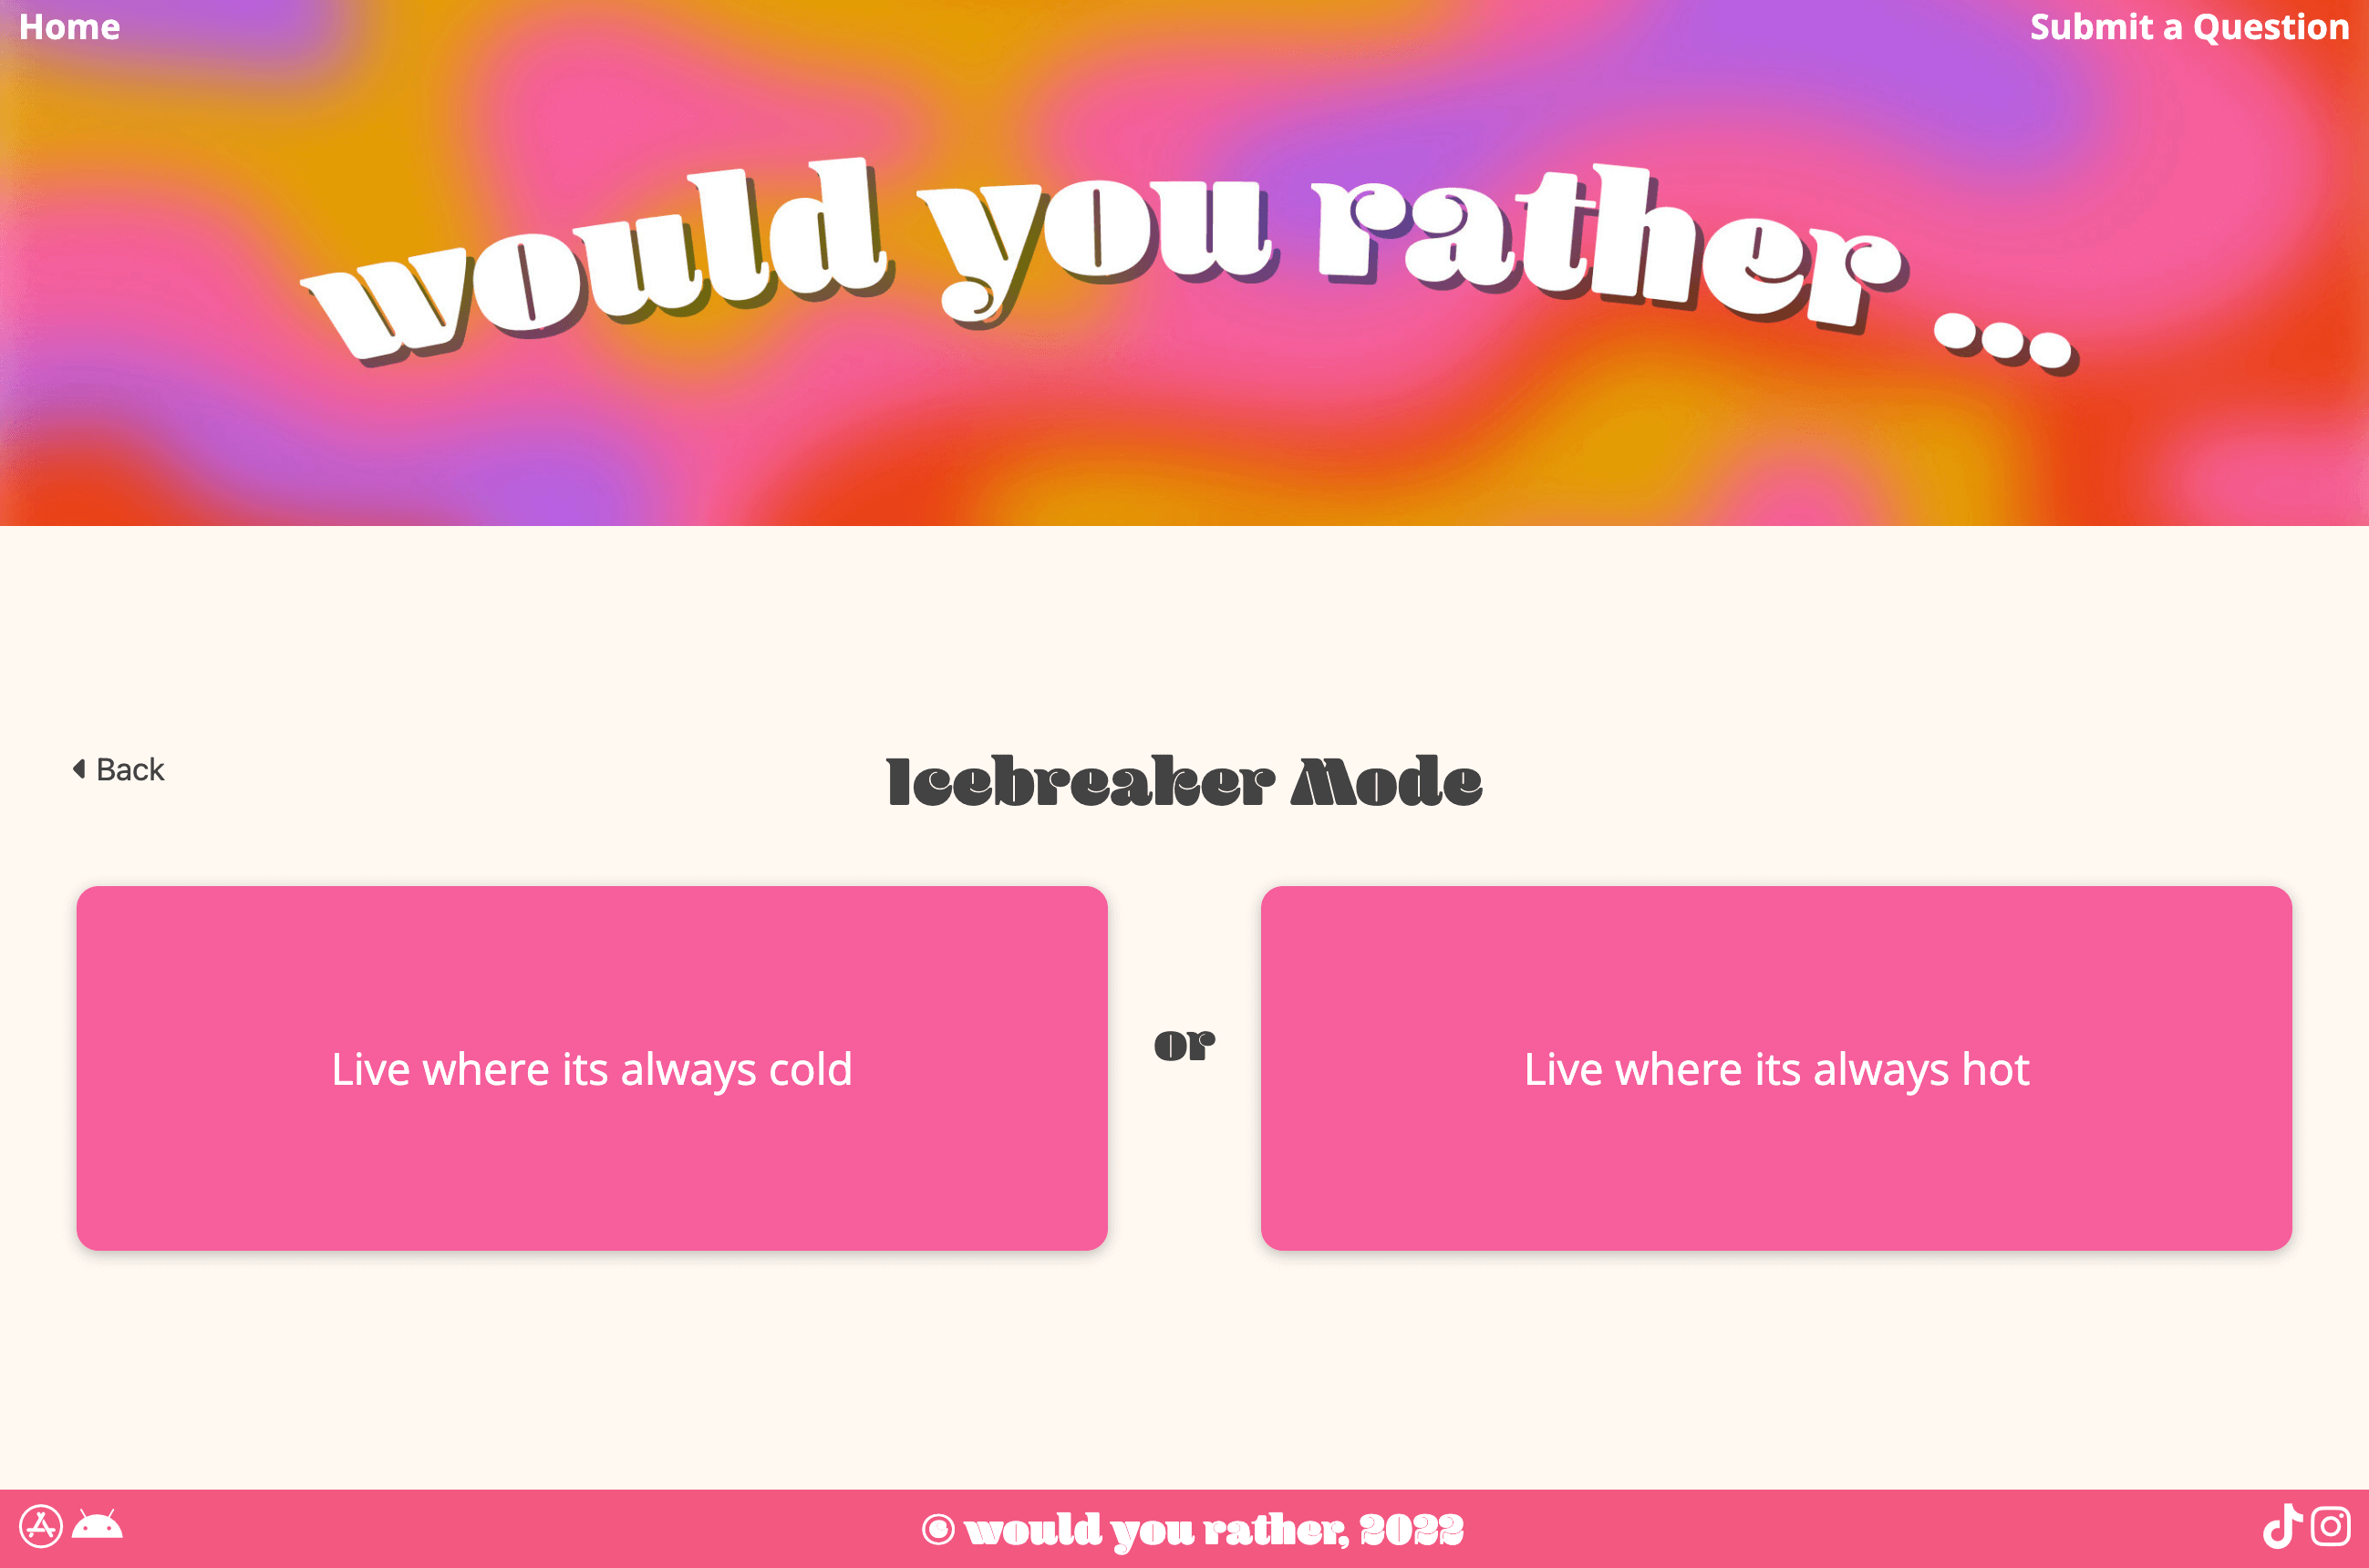 Home
Submit a Question
would you rather ...
Back
Icebreaker Mode
Live where its always cold
or
Live where its always hot
© would you rather, 2022